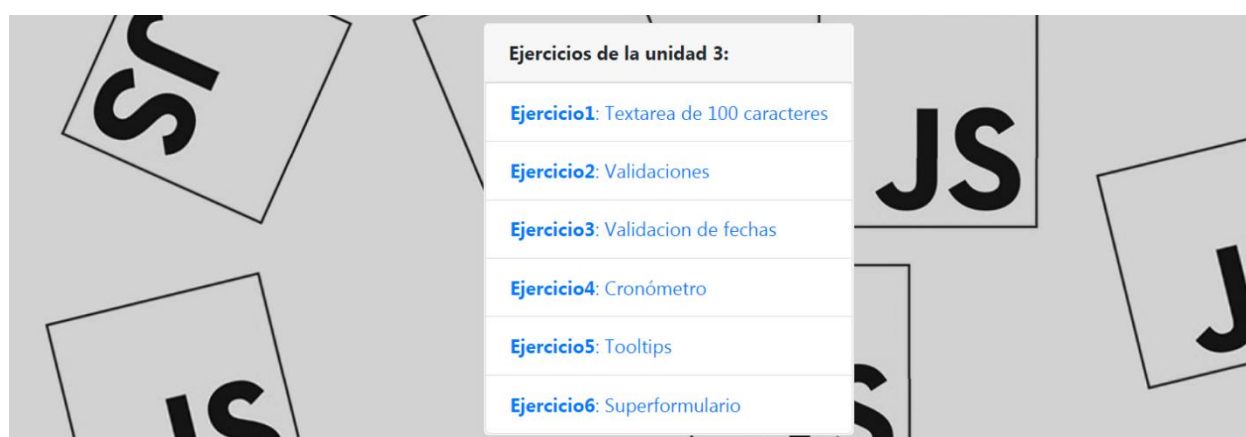 JS
Ejercicios de la unidad 3:
Ejercicio1: Textarea de 100 caracteres
JS
Ejercicio2: Validaciones
Ejercicio3: Validacion de fechas
Ejercicio4: Cronómetro
J
Ejercicio5: Tooltips
Ejercicio6: Superformulario
JS
S